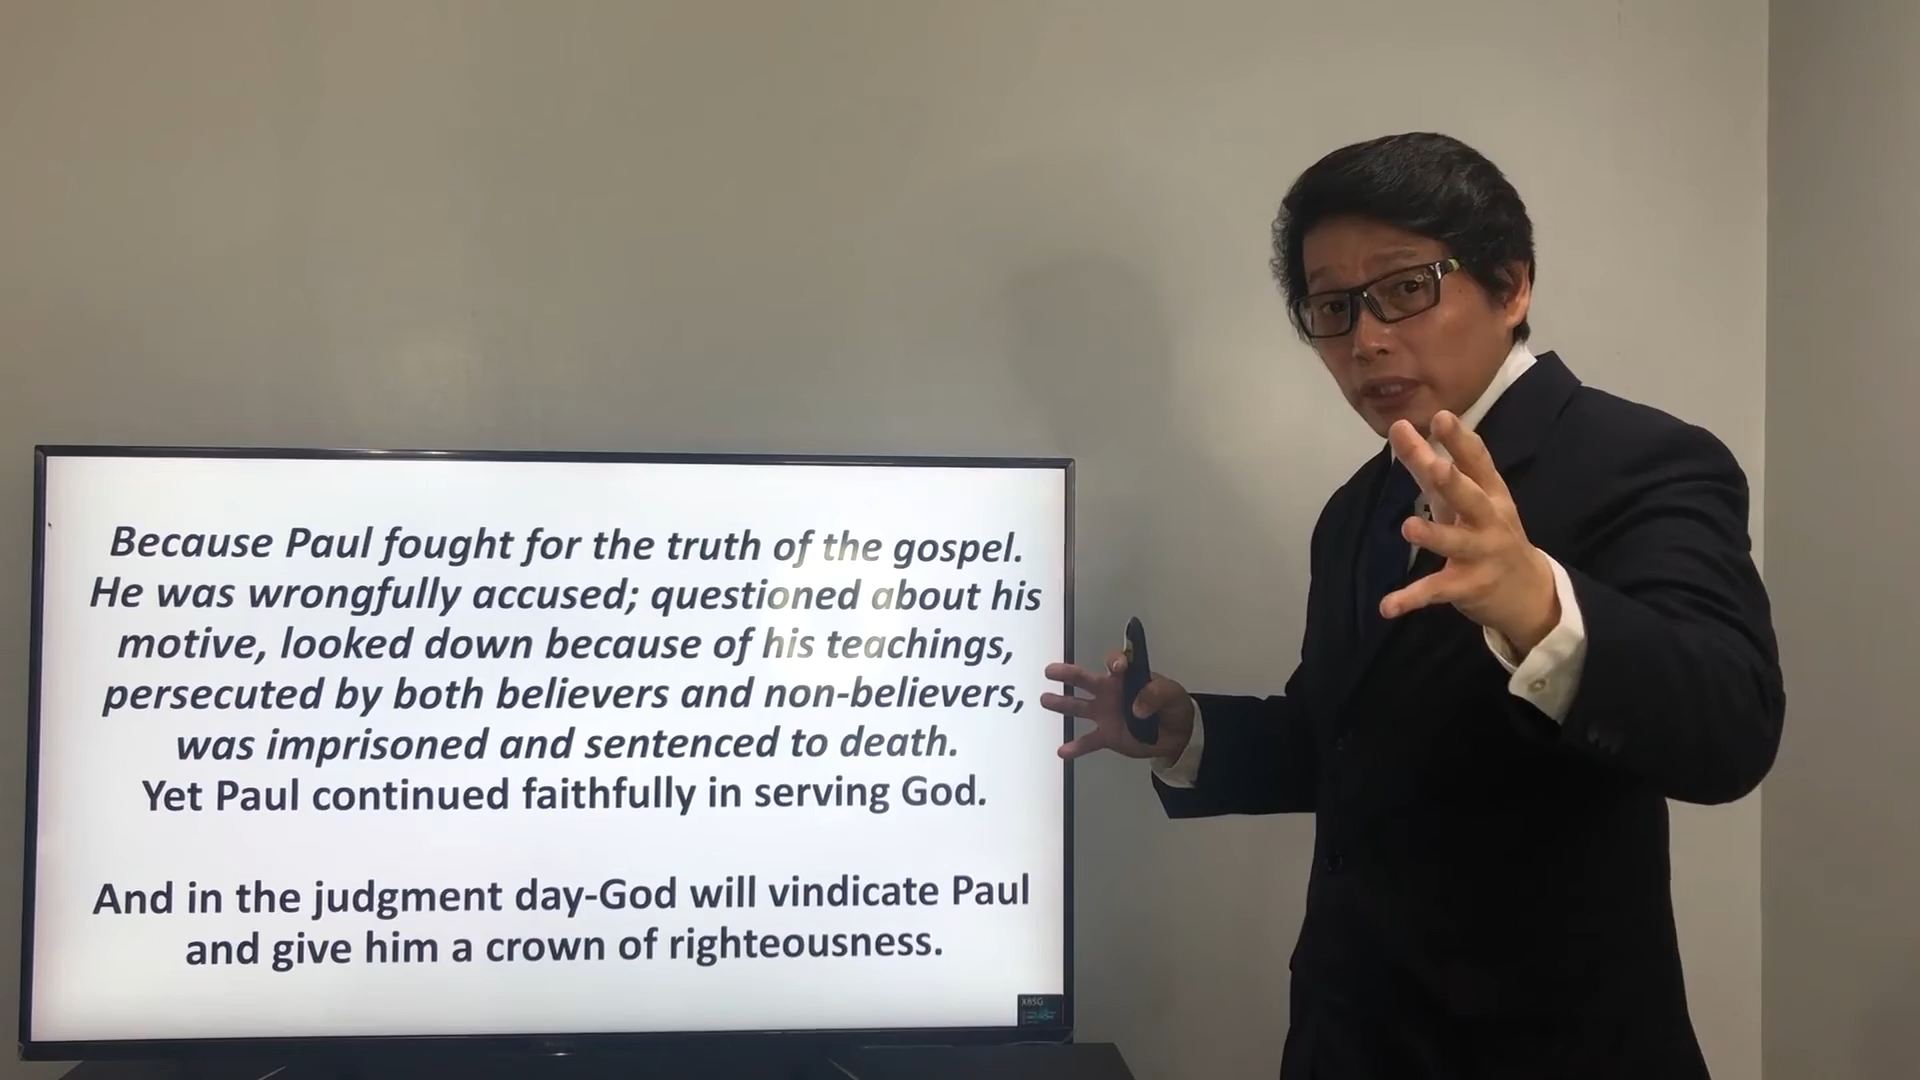 Because Paul fought for the truth of the gospel.
He was wrongfully accused; questioned about his
motive, looked down because of his teachings,
persecuted by both believers and non-believers,
was imprisoned and sentenced to death.
Yet Paul continued faithfully in serving God.
And in the judgment day-God will vindicate Paul
and give him a crown of righteousness.
X85G